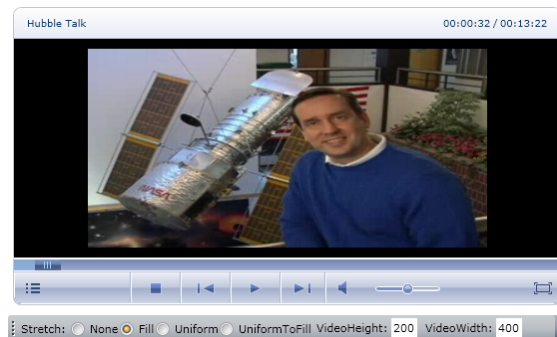 Hubble Talk 00:00:32 / 00:13:22
NASA
Stretch: None Fill Uniform UniformToFill VideoHeight: 200 VideoWidth: 400